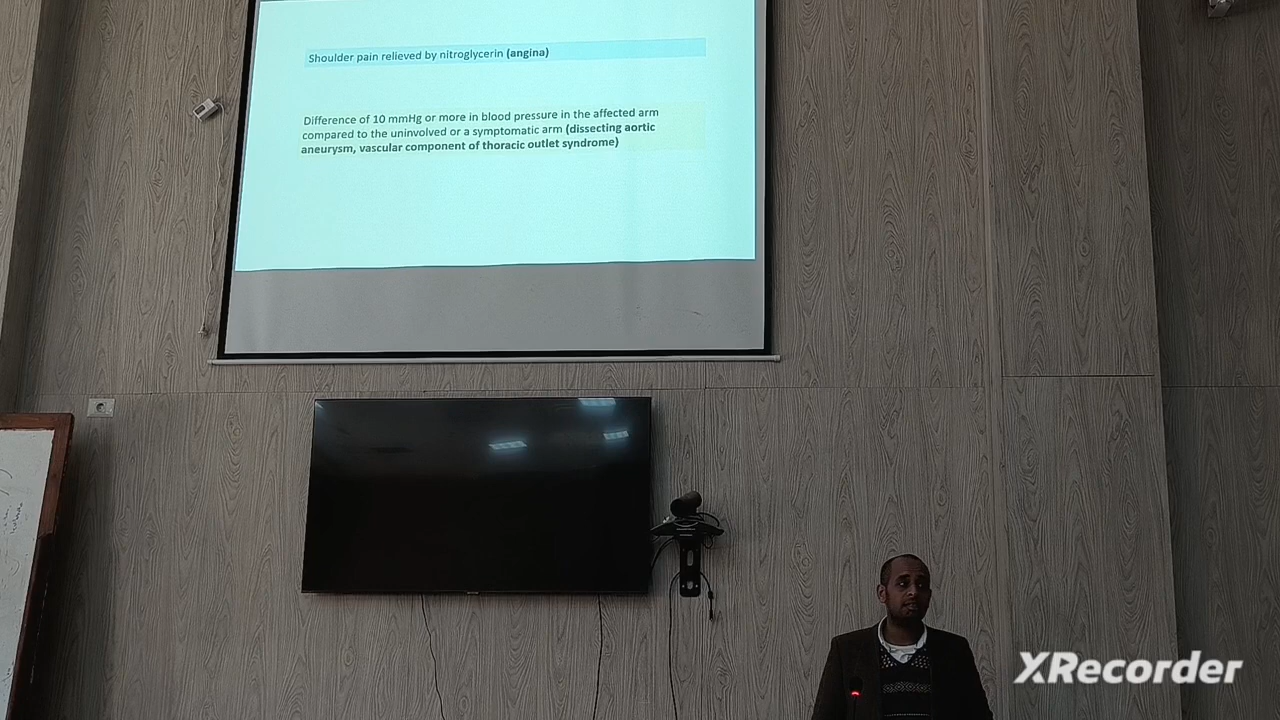 Shoulder pain relieved by nitroglycerin (angina)
Difference of 10 mmHg or more in blood pressure in the affected arm
compared to the uninvolved or a symptomatic arm (dissecting aortic
aneurysm, vascular component of thoracic outlet syndrome)
XRecorder